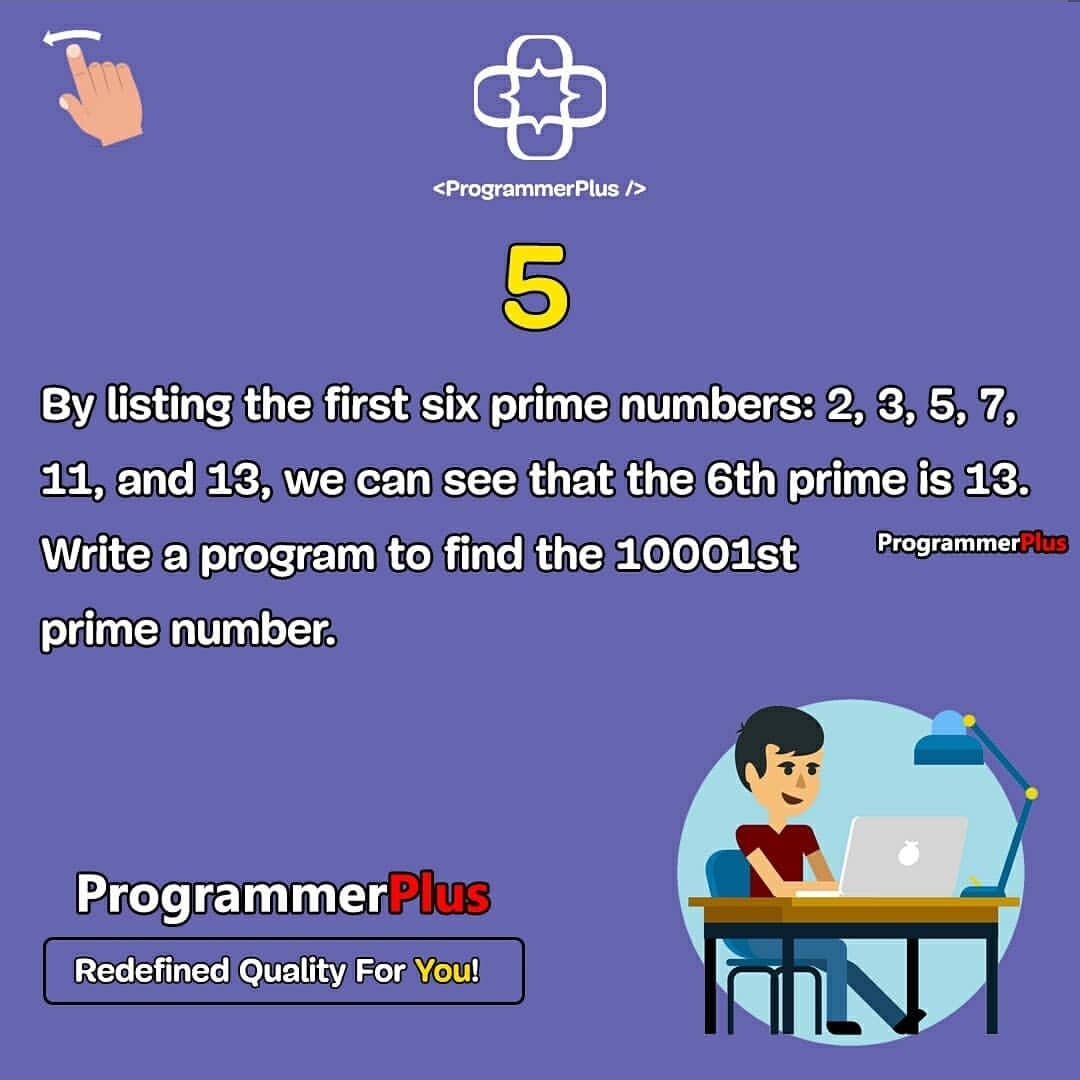 <ProgrammerPlus />
5
By listing the first six prime numbers: 2, 3, 5, 7,
11, and 13, we can see that the 6th prime is 13.
Write a program to find the 10001st
ProgrammerPlus
prime number.
ProgrammerPlus
Redefined Quality For You!